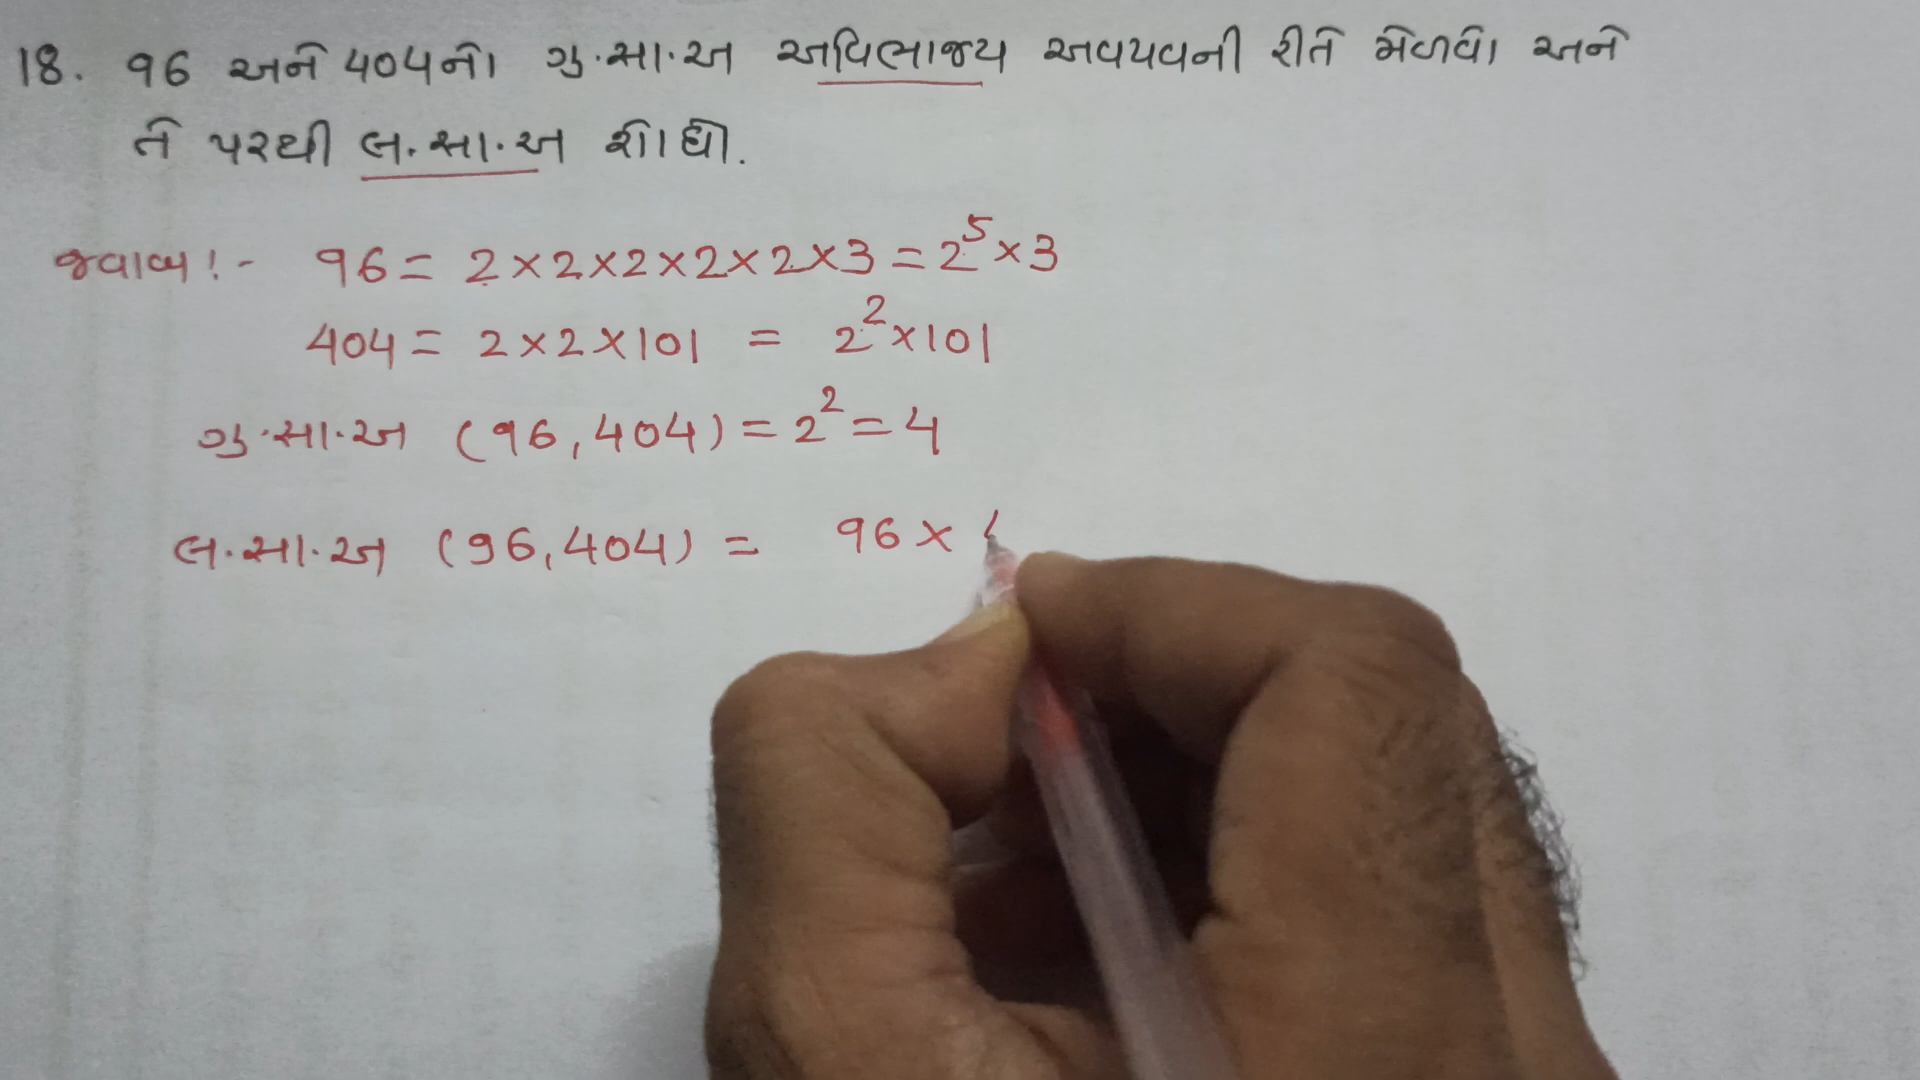 18. 96 અને 404નો ગુ.સા.અ અવિભાજ્ય અવયવની રીતે મેળવો અને
તે પરથી લ.સા.અ શોધો.
જવાબ :- 96 = 2×2×2×2×2×3 = 2⁵×3
404 = 2×2×101 = 2²×101
ગુ.સા.અ (96,404) = 2² = 4
લ.સા.અ (96,404) = 96 ×